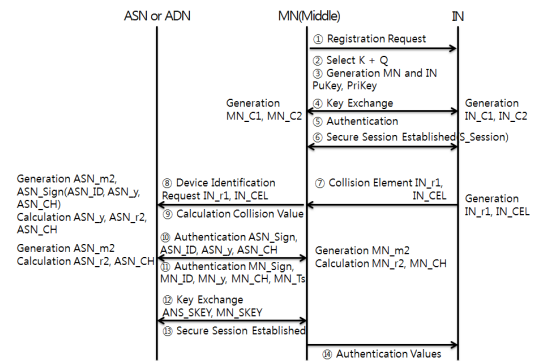 ASN or ADN
MN(Middle)
IN
① Registration Request
② Select K + Q
③ Generation MN and IN
PuKey, PriKey
Generation
MN_C1, MN_C2
④ Key Exchange
Generation
IN_C1, IN_C2
⑤ Authentication
⑥ Secure Session Established(S_Session)
Generation ASN_m2,
ASN_Sign(ASN_ID, ASN_y,
ASN_CH)
Calculation ASN_y, ASN_r2,
ASN_CH
⑧ Device Identification
Request IN_r1, IN_CEL
⑦ Collision Element IN_r1,
IN_CEL
Generation
IN_r1, IN_CEL
⑨ Calculation Collision Value
Generation ASN_m2
Calculation ASN_r2, ASN_CH
⑩ Authentication ASN_Sign,
ASN_ID, ASN_y, ASN_CH
Generation MN_m2
Calculation MN_r2, MN_CH
⑪ Authentication MN_Sign,
MN_ID, MN_y, MN_CH, MN_Ts
⑫ Key Exchange
ANS_SKEY, MN_SKEY
⑬ Secure Session Established
⑭ Authentication Values